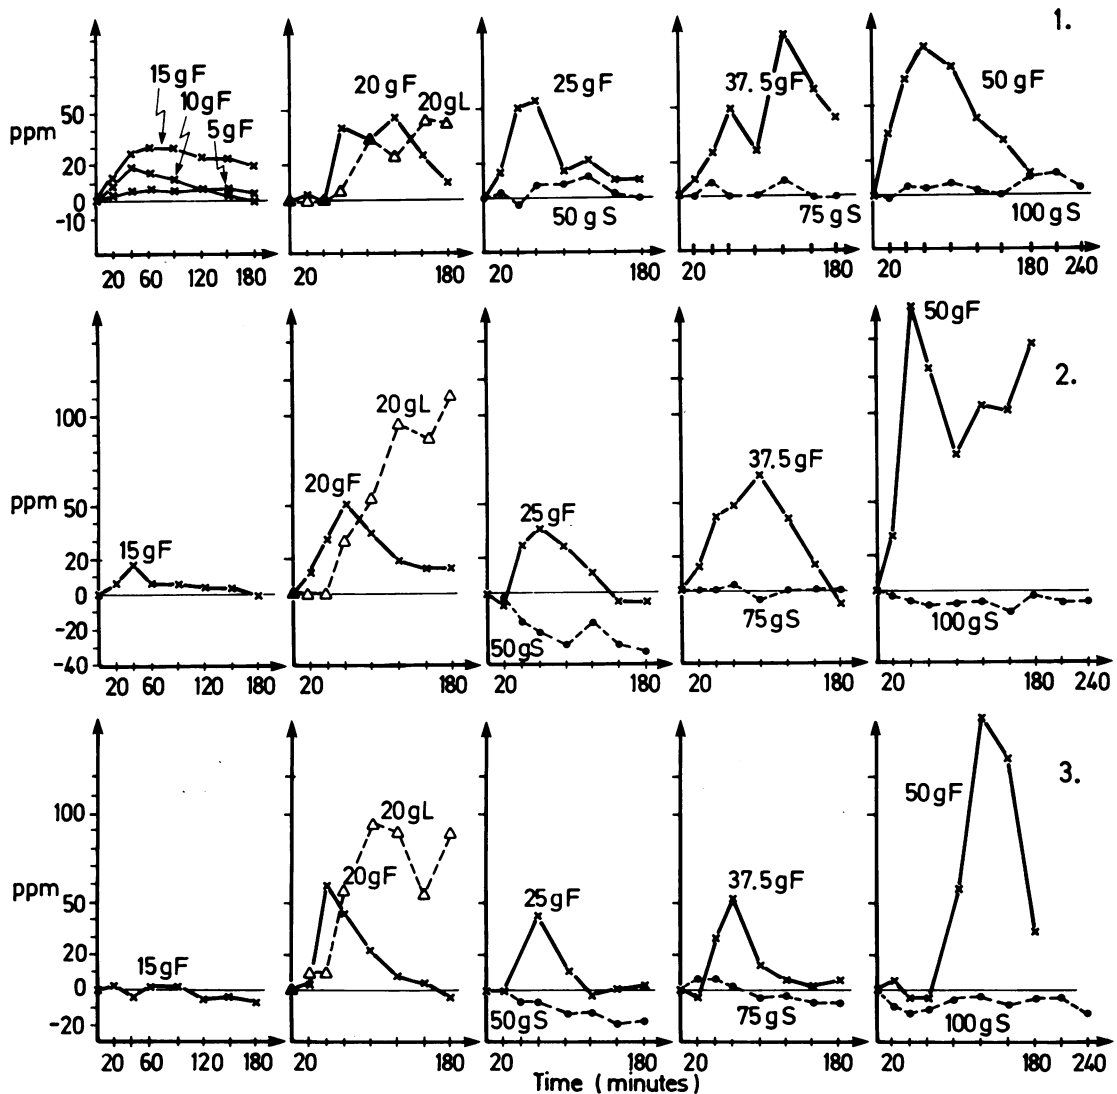 1.
15gF
10gF
5gF
20gF
20gL
25gF
37.5gF
50gF
ppm
50
20
0
-10
50gS
75gS
100gS
20 60 120 180
20 180
20 180
20 180
20 180 240
50gF
2.
100
20gL
37.5gF
20gF
ppm 50
25gF
15gF
20
0
-20
-40
50gS
75gS
100gS
20 60 120 180
20 180
20 180
20 180
20 180 240
3.
50gF
100
20gL
20gF
37.5gF
ppm
50
25gF
20
15gF
0
-20
50gS
75gS
100gS
20 60 120 180
20 180
20 180
20 180
20 180 240
Time (minutes)